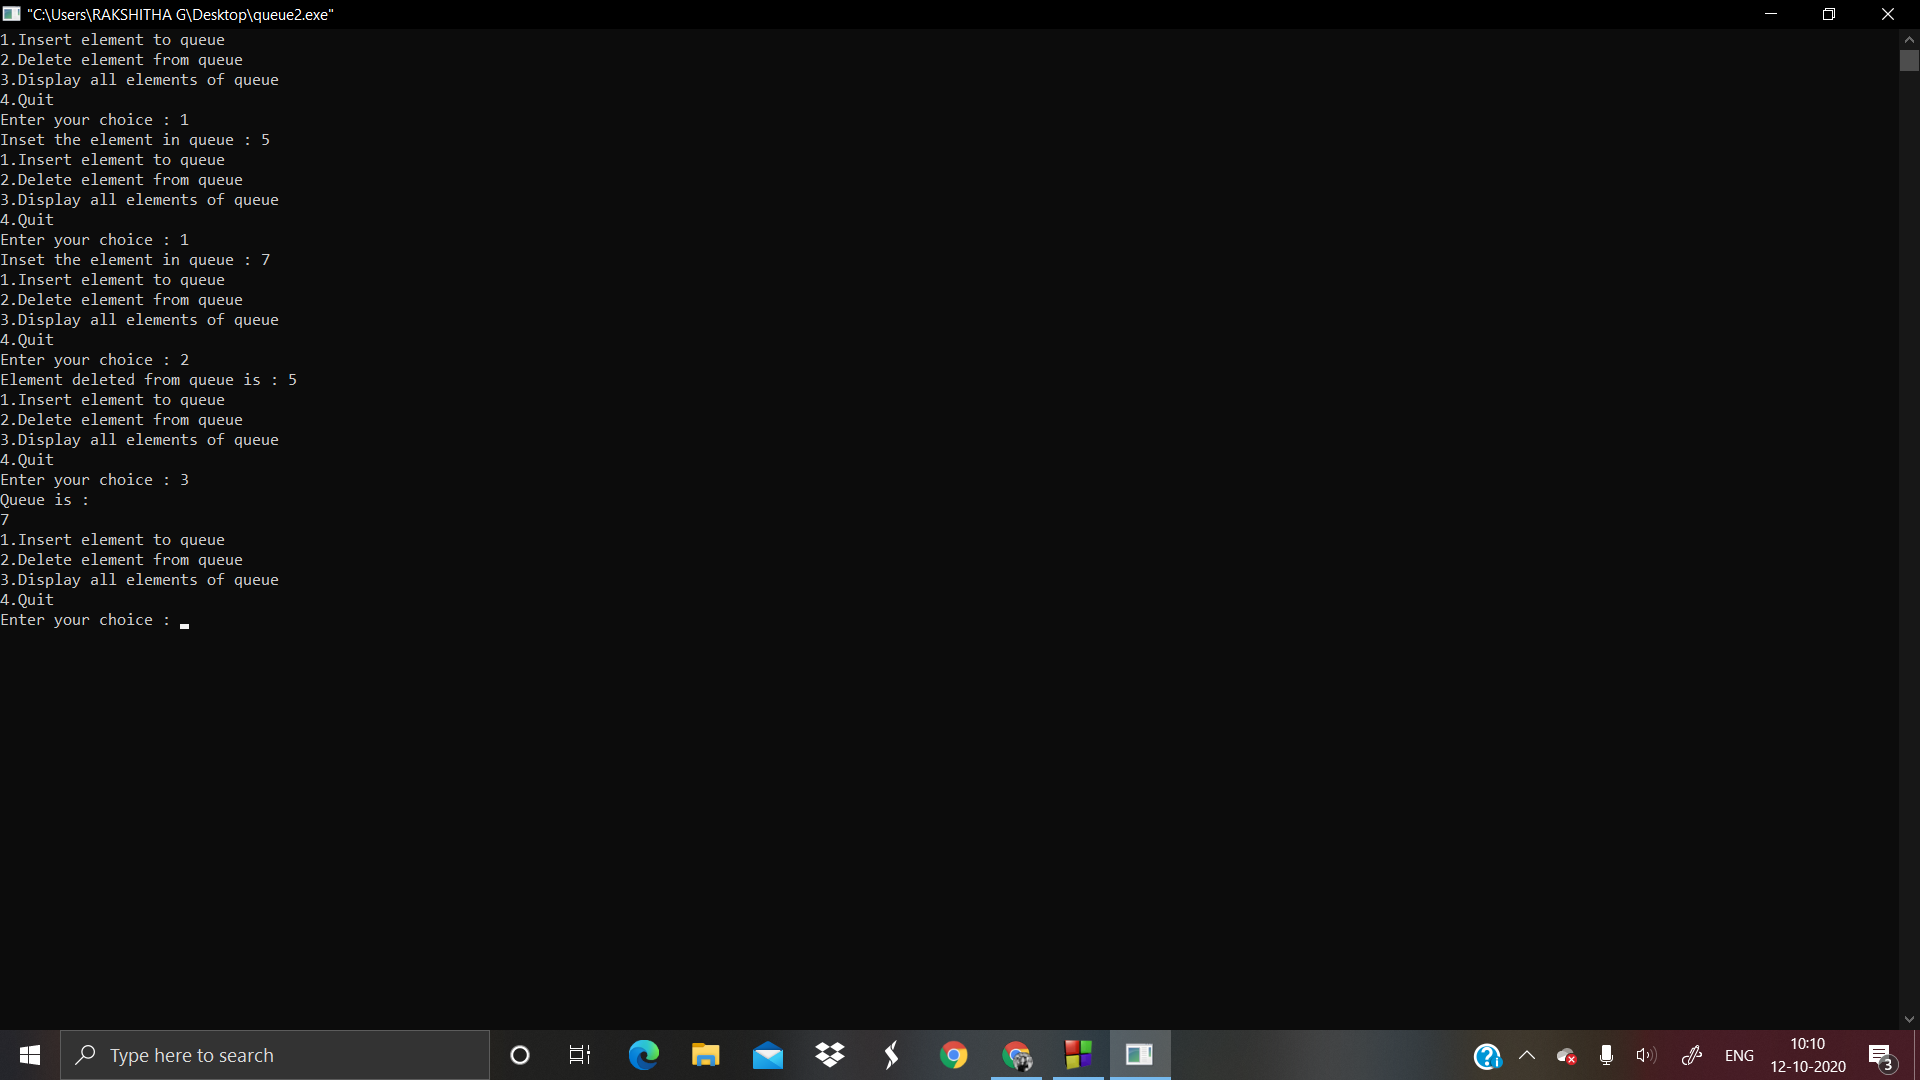 "C:\Users\RAKSHITHA G\Desktop\queue2.exe"
1.Insert element to queue
2.Delete element from queue
3.Display all elements of queue
4.Quit
Enter your choice : 1
Inset the element in queue : 5
1.Insert element to queue
2.Delete element from queue
3.Display all elements of queue
4.Quit
Enter your choice : 1
Inset the element in queue : 7
1.Insert element to queue
2.Delete element from queue
3.Display all elements of queue
4.Quit
Enter your choice : 2
Element deleted from queue is : 5
1.Insert element to queue
2.Delete element from queue
3.Display all elements of queue
4.Quit
Enter your choice : 3
Queue is :
7
1.Insert element to queue
2.Delete element from queue
3.Display all elements of queue
4.Quit
Enter your choice :
Type here to search
ENG
10:10
12-10-2020
3